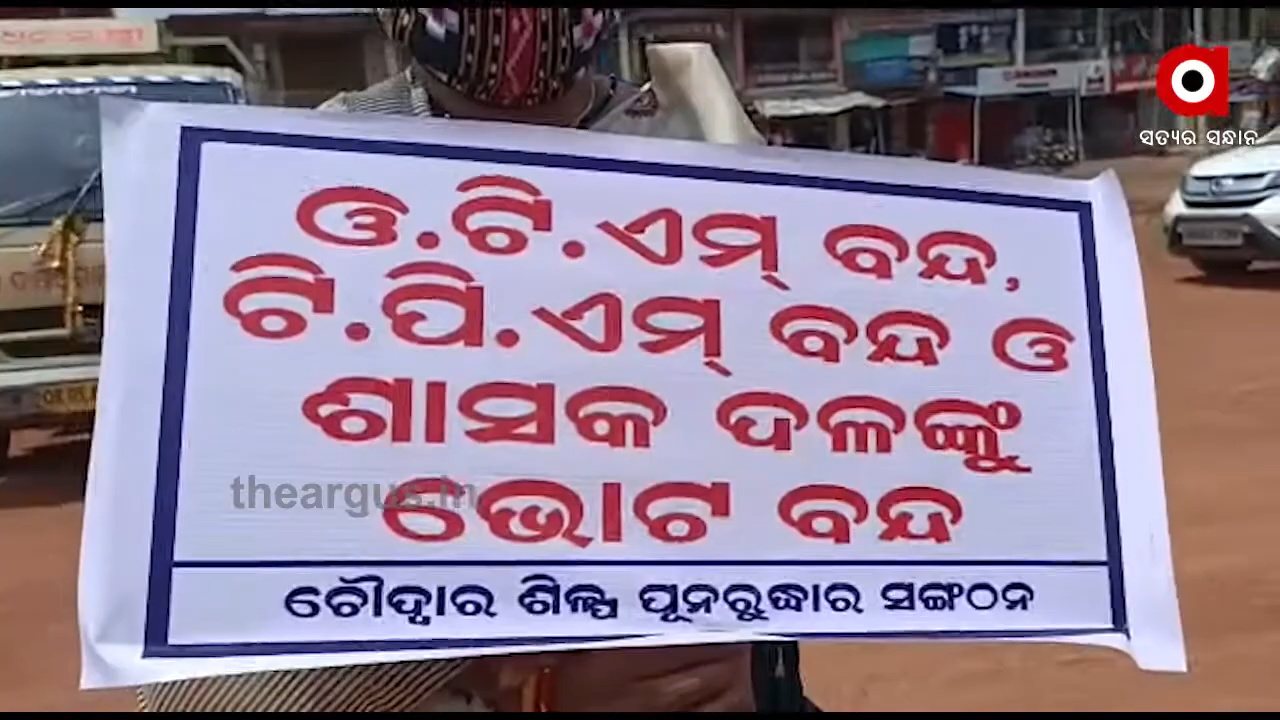 ସତ୍ୟର ସନ୍ଧାନ
ଓ.ଟି.ଏମ୍ ବନ୍ଦ,
ଟି.ପି.ଏମ୍ ବନ୍ଦ ଓ
ଶାସକ ଦଳଙ୍କୁ
ଭୋଟ ବନ୍ଦ
theargus.in
ଚୌଦ୍ୱାର ଶିଳ୍ପ ପୂନରୁଦ୍ଧାର ସଙ୍ଗଠନ